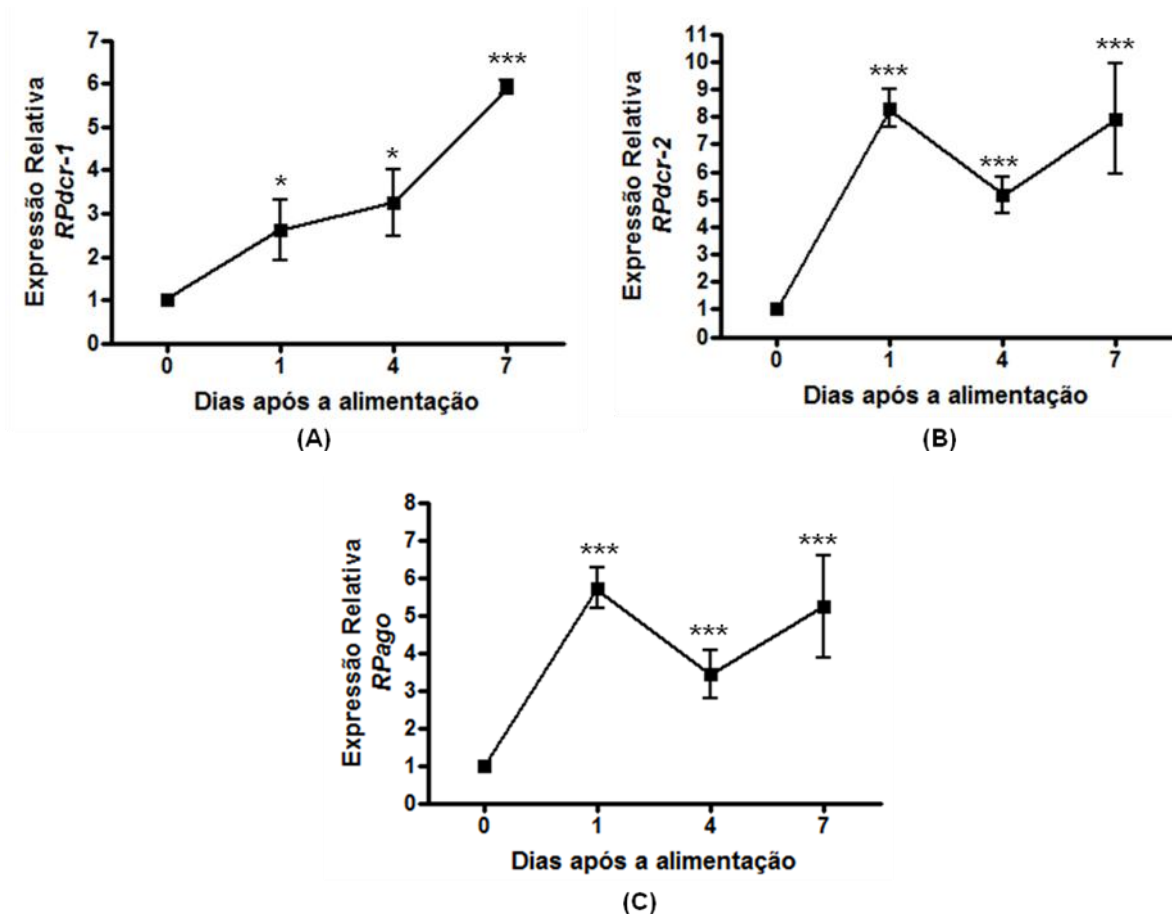 Expressão Relativa
RPdcr-1
7
6
5
4
3
2
1
0
*
*
***
0 1 4 7
Dias após a alimentação
(A)
Expressão Relativa
RPdcr-2
11
10
9
8
7
6
5
4
3
2
1
0
***
***
***
0 1 4 7
Dias após a alimentação
(B)
Expressão Relativa
RPago
8
7
6
5
4
3
2
1
0
***
***
***
0 1 4 7
Dias após a alimentação
(C)